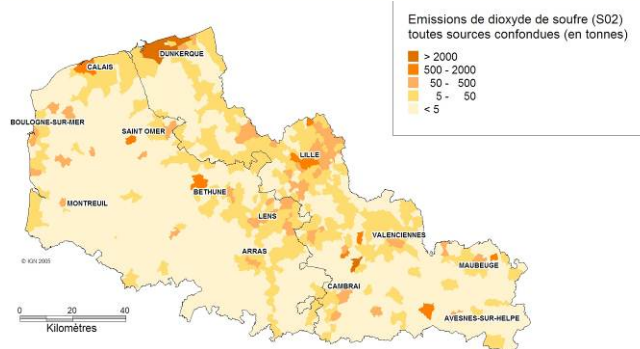 Emissions de dioxyde de soufre (S02)
toutes sources confondues (en tonnes)
> 2000
500 - 2000
50 - 500
5 - 50
< 5
DUNKERQUE
CALAIS
BOULOGNE-SUR-MER
SAINT OMER
LILLE
BETHUNE
MONTREUIL
LENS
VALENCIENNES
ARRAS
© IGN 2005
MAUBEUGE
CAMBRAI
AVESNES-SUR-HELPE
0 20 40
Kilomètres